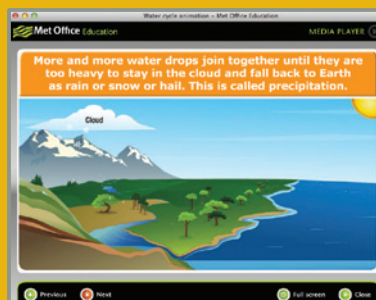 Water cycle animation - Met Office Education
Met Office Education
MEDIA PLAYER
More and more water drops join together until they are
too heavy to stay in the cloud and fall back to Earth
as rain or snow or hail. This is called precipitation.
Cloud
Previous Next Full screen Close